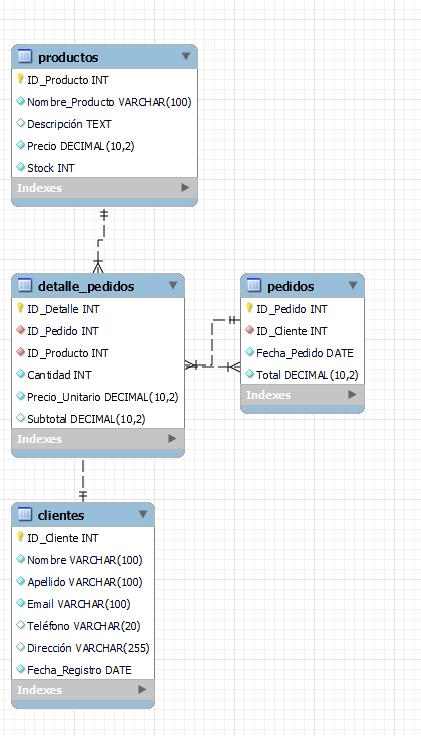 productos
ID_Producto INT
Nombre_Producto VARCHAR(100)
Descripción TEXT
Precio DECIMAL(10,2)
Stock INT
Indexes
detalle_pedidos
ID_Detalle INT
ID_Pedido INT
ID_Producto INT
Cantidad INT
Precio_Unitario DECIMAL(10,2)
Subtotal DECIMAL(10,2)
Indexes
pedidos
ID_Pedido INT
ID_Cliente INT
Fecha_Pedido DATE
Total DECIMAL(10,2)
Indexes
clientes
ID_Cliente INT
Nombre VARCHAR(100)
Apellido VARCHAR(100)
Email VARCHAR(100)
Teléfono VARCHAR(20)
Dirección VARCHAR(255)
Fecha_Registro DATE
Indexes